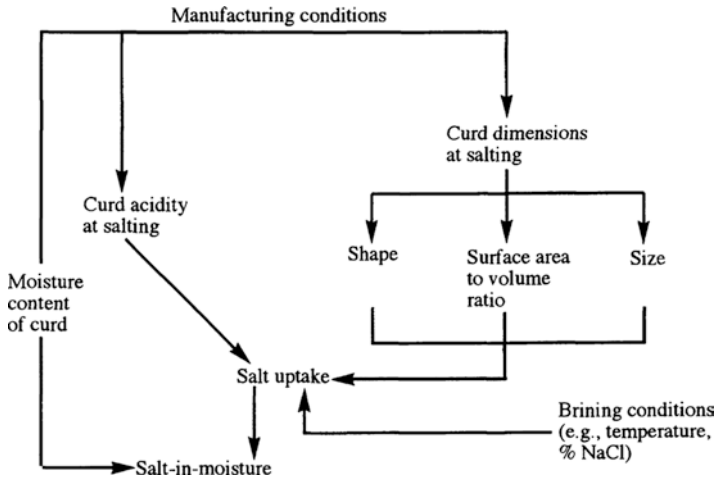 Manufacturing conditions
Curd dimensions
at salting
Curd acidity
at salting
Shape
Surface area
to volume
ratio
Size
Moisture
content
of curd
Salt uptake
Brining conditions
(e.g., temperature,
% NaCl)
Salt-in-moisture